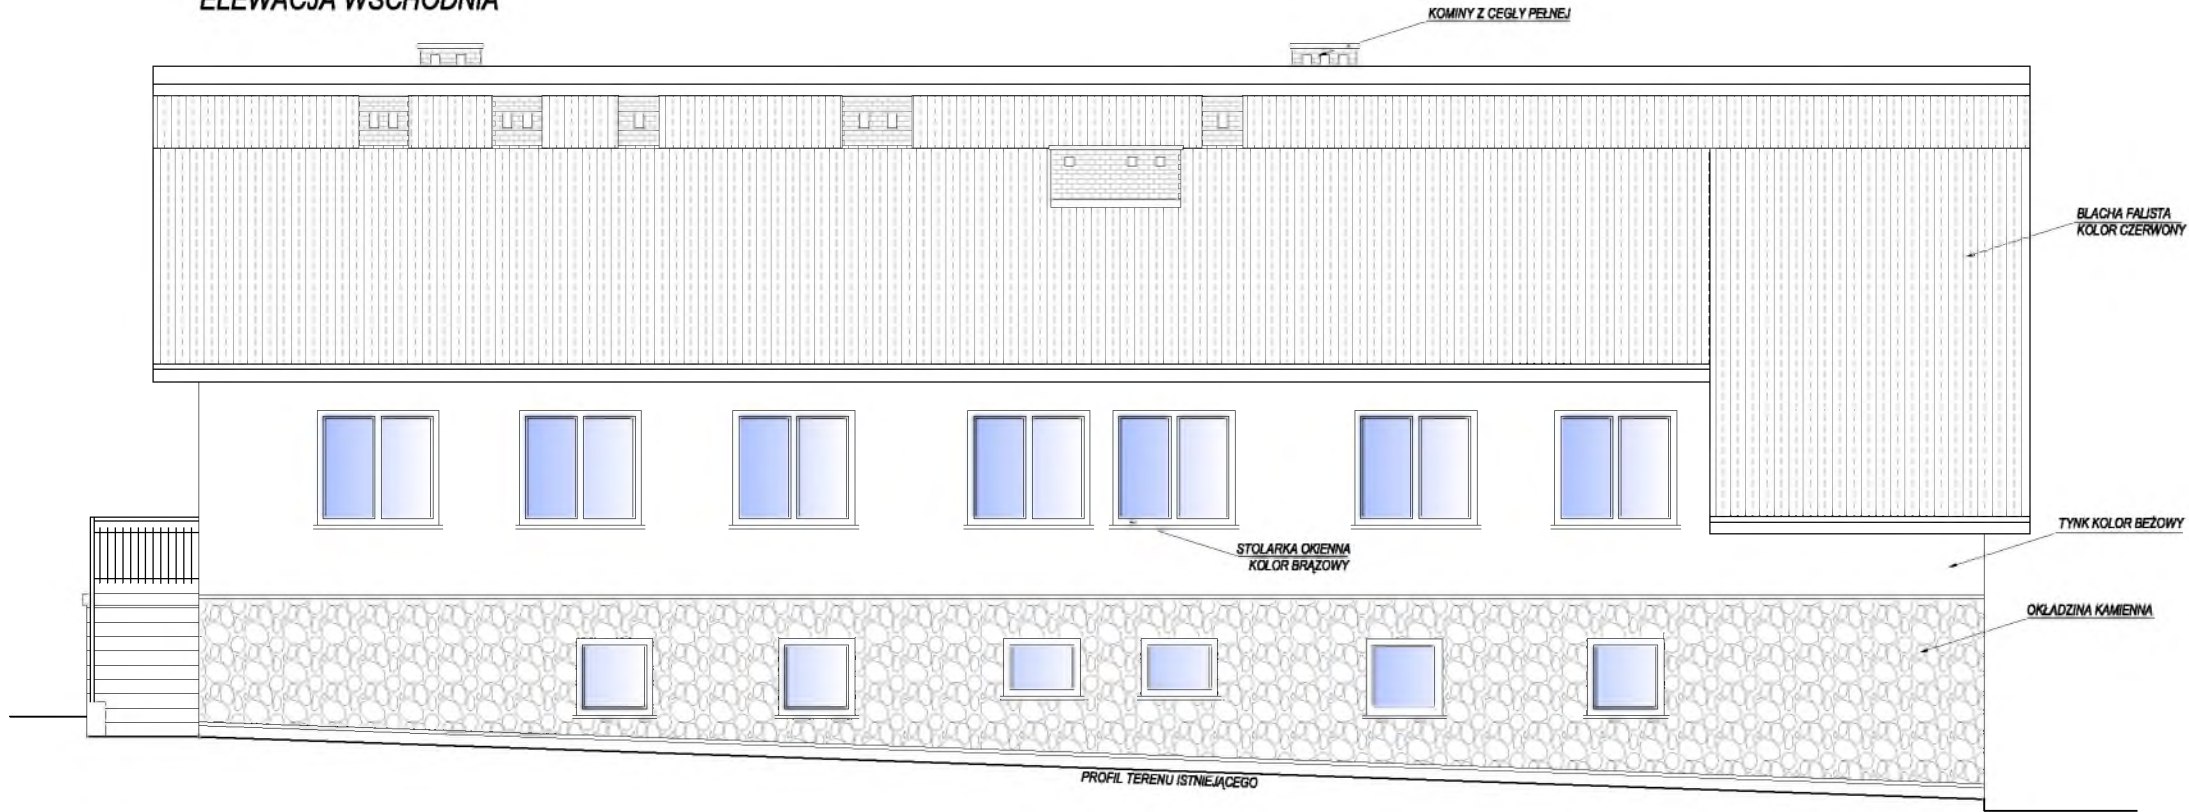 ELEWACJA WSCHODNIA
KOMINY Z CEGŁY PEŁNEJ
BLACHA FALISTA
KOLOR CZERWONY
TYNK KOLOR BEŻOWY
STOLARKA OKIENNA
KOLOR BRĄZOWY
OKŁADZINA KAMIENNA
PROFIL TERENU ISTNIEJĄCEGO